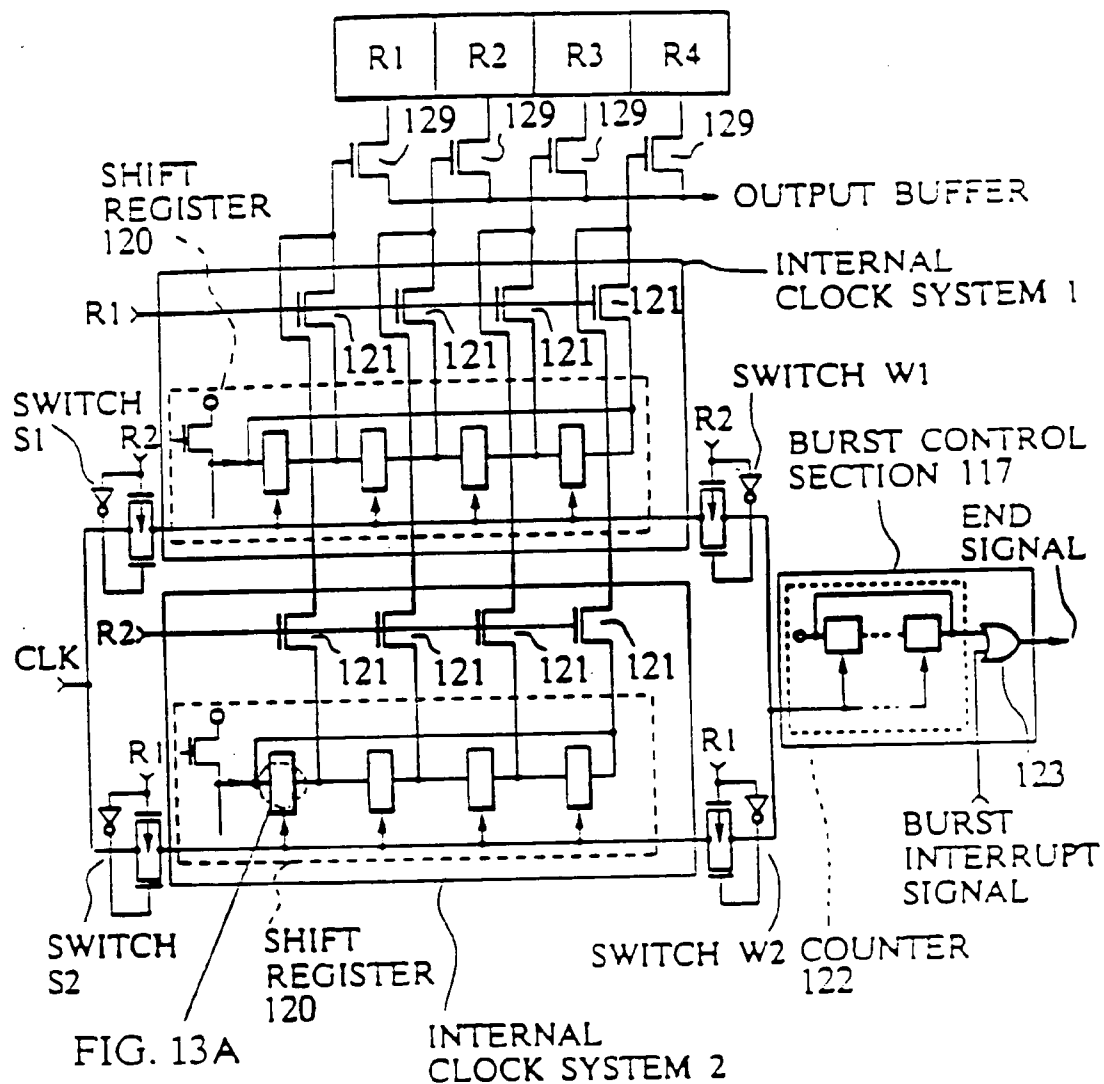 R1 R2 R3 R4
129 129 129 129
SHIFT
REGISTER
120
OUTPUT BUFFER
INTERNAL
CLOCK SYSTEM 1
R1
121 121 121 121
SWITCH
S1
R2
SWITCH W1
R2
BURST CONTROL
SECTION 117
END
SIGNAL
R2
121 121 121 121
CLK
R1
R1
123
BURST
INTERRUPT
SIGNAL
SWITCH
S2
SHIFT
REGISTER
120
SWITCH W2
COUNTER
122
FIG. 13A
INTERNAL
CLOCK SYSTEM 2